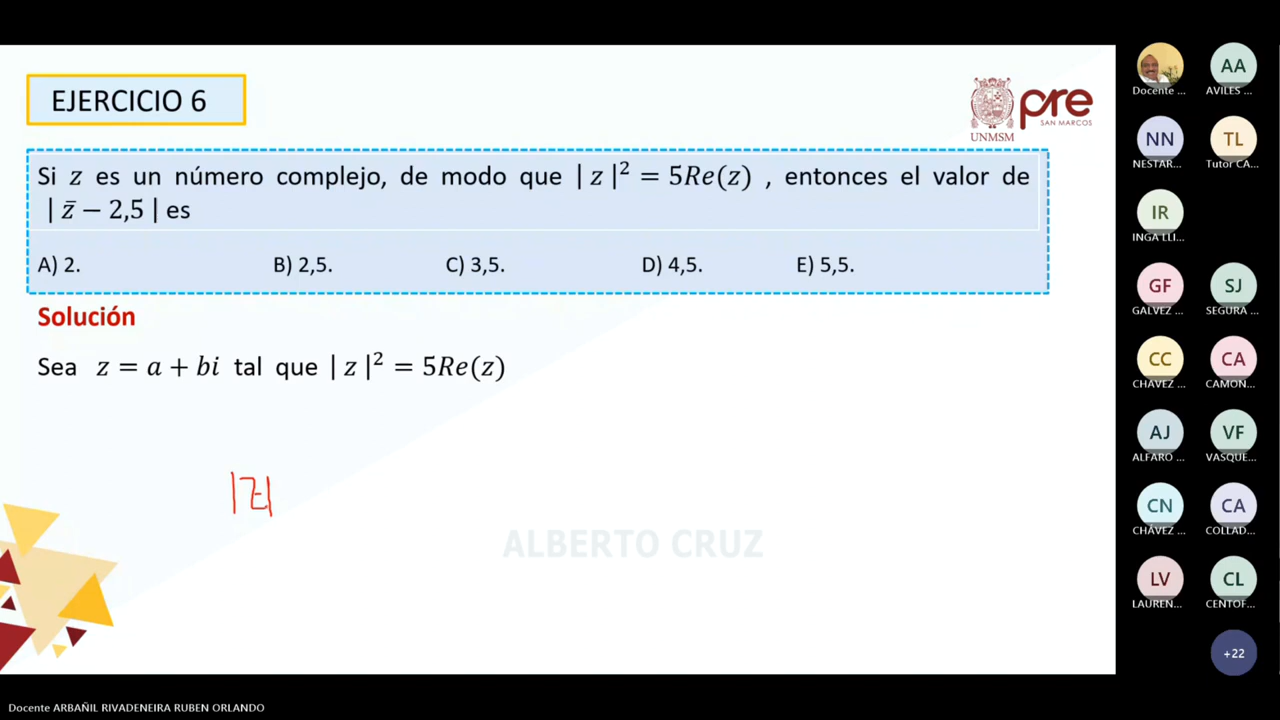 EJERCICIO 6
UNMSM
pre
SAN MARCOS
Si z es un número complejo, de modo que | z |² = 5Re(z) , entonces el valor de
| z̄ − 2,5 | es
A) 2. B) 2,5. C) 3,5. D) 4,5. E) 5,5.
Solución
Sea z = a + bi tal que | z |² = 5Re(z)
|z|
ALBERTO CRUZ
Docente ...
AA
AVILES ...
NN
NESTAR...
TL
Tutor CA...
IR
INGA LLI...
GF
GALVEZ ...
SJ
SEGURA ...
CC
CHAVEZ ...
CA
CAMON...
AJ
ALFARO ...
VF
VASQUE...
CN
CHÁVEZ ...
CA
COLLAD...
LV
LAUREN...
CL
CENTOF...
+22
Docente ARBAÑIL RIVADENEIRA RUBEN ORLANDO